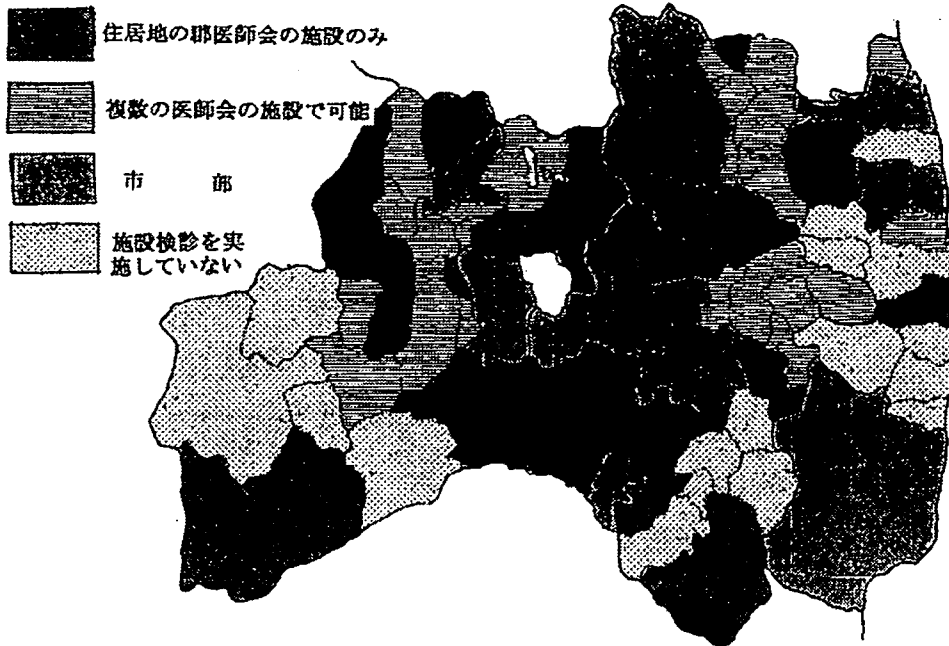 住居地の郡医師会の施設のみ
複数の医師会の施設で可能
市　　部
施設検診を実
施していない